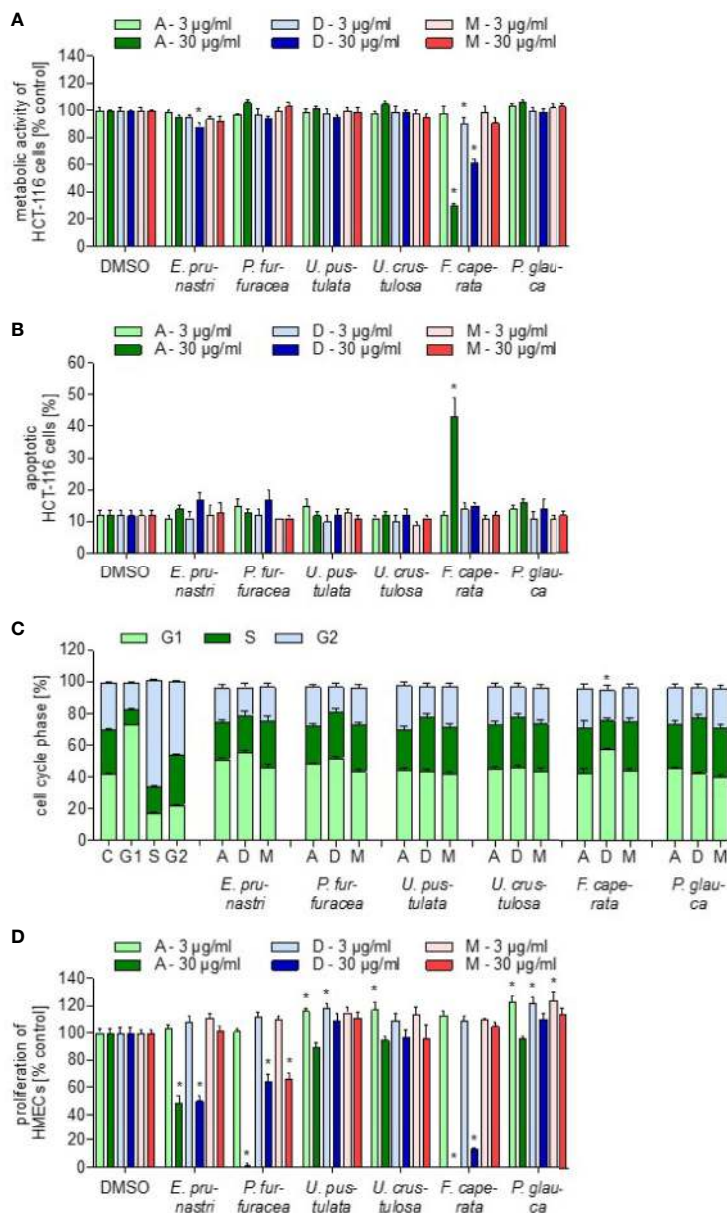 A
A - 3 µg/ml D - 3 µg/ml M - 3 µg/ml
A - 30 µg/ml D - 30 µg/ml M - 30 µg/ml
metabolic activity of
HCT-116 cells [% control]
140
120
100
80
60
40
20
0
*
* * *
DMSO E. pru- P. fur- U. pus- U. crus- F. cape- P. glau-
nastri furacea tulata tulosa rata ca
B
A - 3 µg/ml D - 3 µg/ml M - 3 µg/ml
A - 30 µg/ml D - 30 µg/ml M - 30 µg/ml
apoptotic
HCT-116 cells [%]
60
50
40
30
20
10
0
*
DMSO E. pru- P. fur- U. pus- U. crus- F. cape- P. glau-
nastri furacea tulata tulosa rata ca
C
G1 S G2
cell cycle phase [%]
120
100
80
60
40
20
0
*
C G1 S G2 A D M A D M A D M A D M A D M A D M
E. pru- P. fur- U. pus- U. crus- F. cape- P. glau-
nastri furacea tulata tulosa rata ca
D
A - 3 µg/ml D - 3 µg/ml M - 3 µg/ml
A - 30 µg/ml D - 30 µg/ml M - 30 µg/ml
proliferation of
HMECs [% control]
140
120
100
80
60
40
20
0
* * * * * * * * * * * * *
DMSO E. pru- P. fur- U. pus- U. crus- F. cape- P. glau-
nastri furacea tulata tulosa rata ca